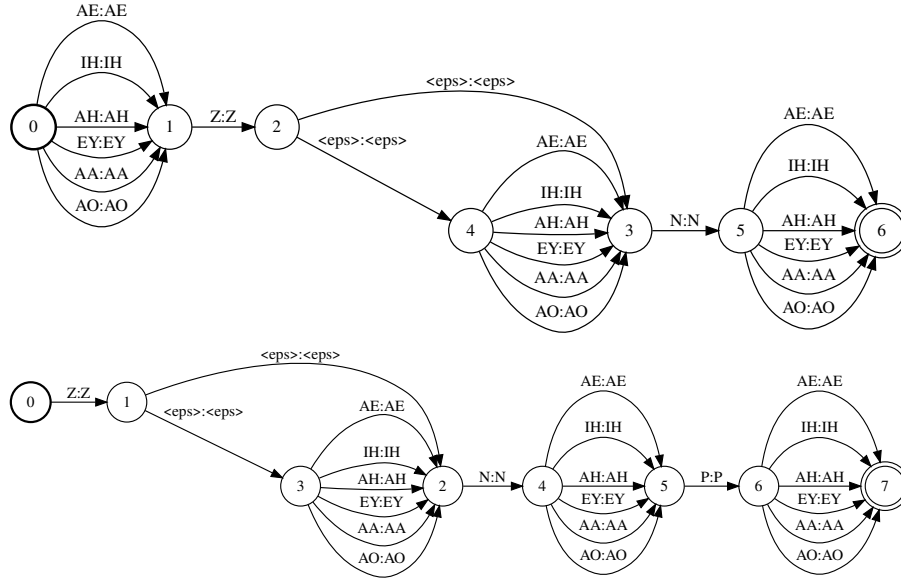 AE:AE
IH:IH
AH:AH
EY:EY
AA:AA
AO:AO
0
1
Z:Z
2
<eps>:<eps>
<eps>:<eps>
4
AE:AE
IH:IH
AH:AH
EY:EY
AA:AA
AO:AO
3
N:N
5
AE:AE
IH:IH
AH:AH
EY:EY
AA:AA
AO:AO
6
0
Z:Z
1
<eps>:<eps>
<eps>:<eps>
3
AE:AE
IH:IH
AH:AH
EY:EY
AA:AA
AO:AO
2
N:N
4
AE:AE
IH:IH
AH:AH
EY:EY
AA:AA
AO:AO
5
P:P
6
AE:AE
IH:IH
AH:AH
EY:EY
AA:AA
AO:AO
7